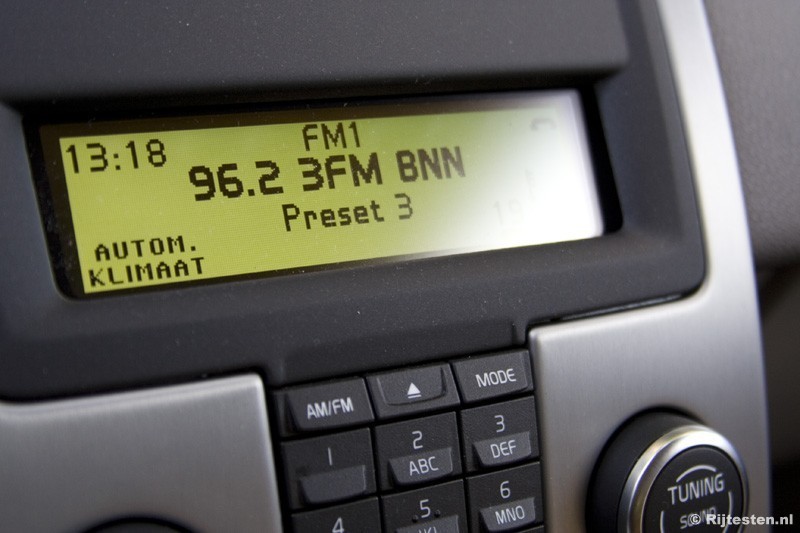 FM1
13:18
96.2 3FM BNN
Preset 3
AUTOM.
KLIMAAT
AM/FM
MODE
1
2
ABC
3
DEF
4
5
6
MNO
TUNING
SOUND
© Rijtesten.nl